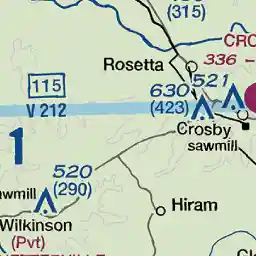 (315)
CRO
Rosetta
336 -
115
630
521
V 212
(423)
1
Crosby
sawmill
520
awmill
(290)
Hiram
Wilkinson
(Pvt)